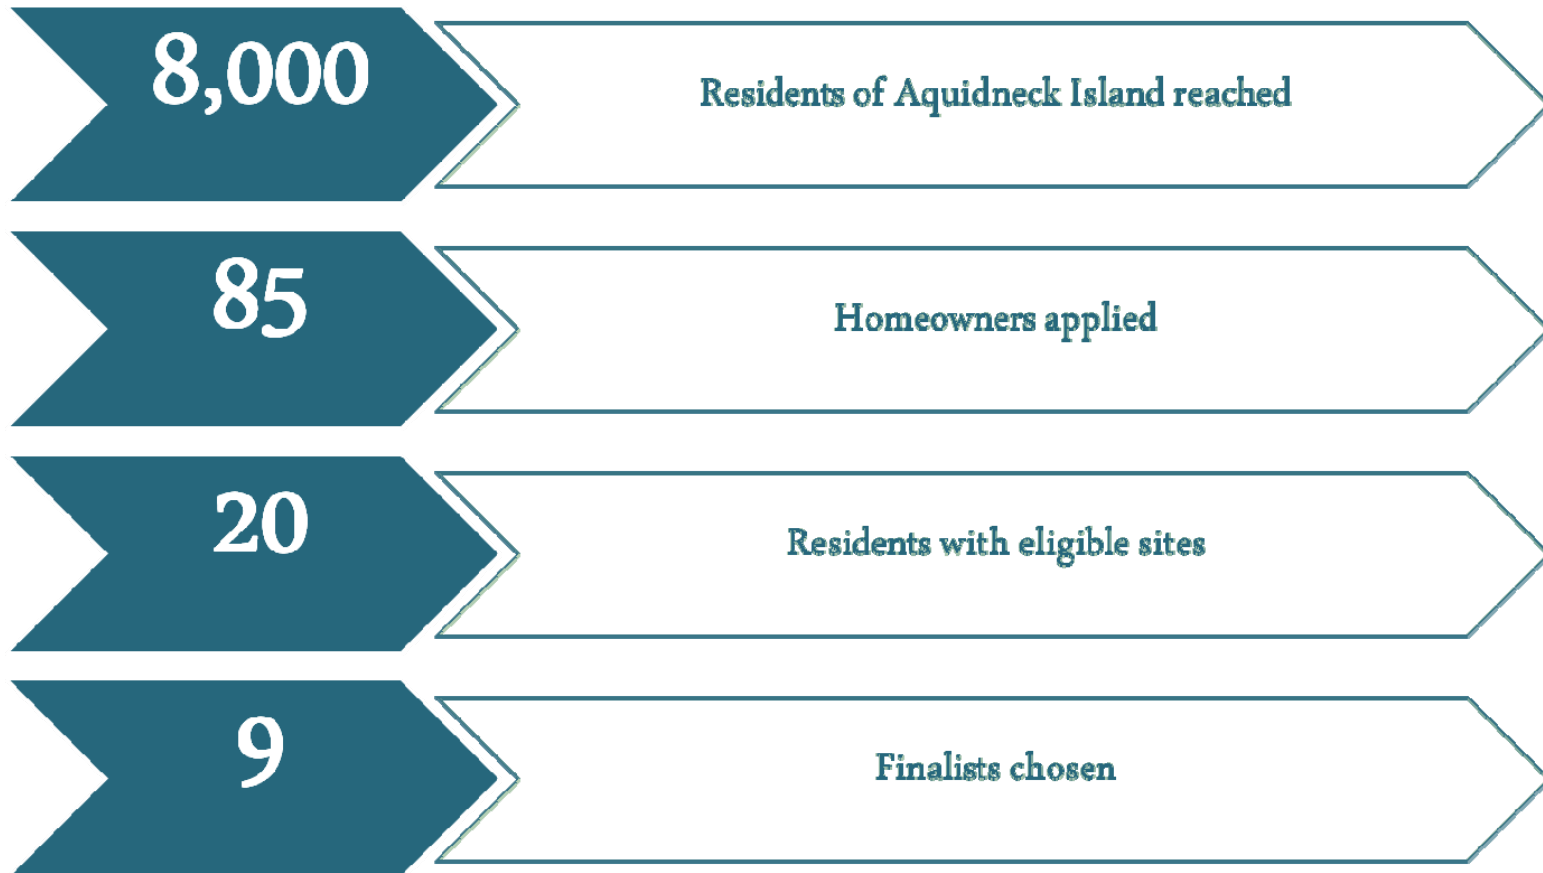 8,000
Residents of Aquidneck Island reached
85
Homeowners applied
20
Residents with eligible sites
9
Finalists chosen